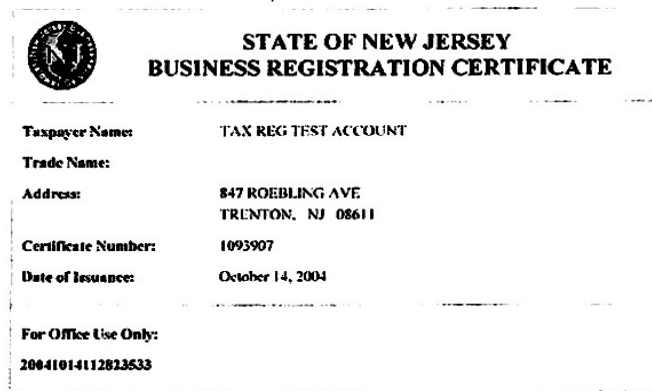 NJ
STATE OF NEW JERSEY
BUSINESS REGISTRATION CERTIFICATE
Taxpayer Name: TAX REG TEST ACCOUNT
Trade Name:
Address: 847 ROEBLING AVE
TRENTON, NJ 08611
Certificate Number: 1093907
Date of Issuance: October 14, 2004
For Office Use Only:
20041014112823533